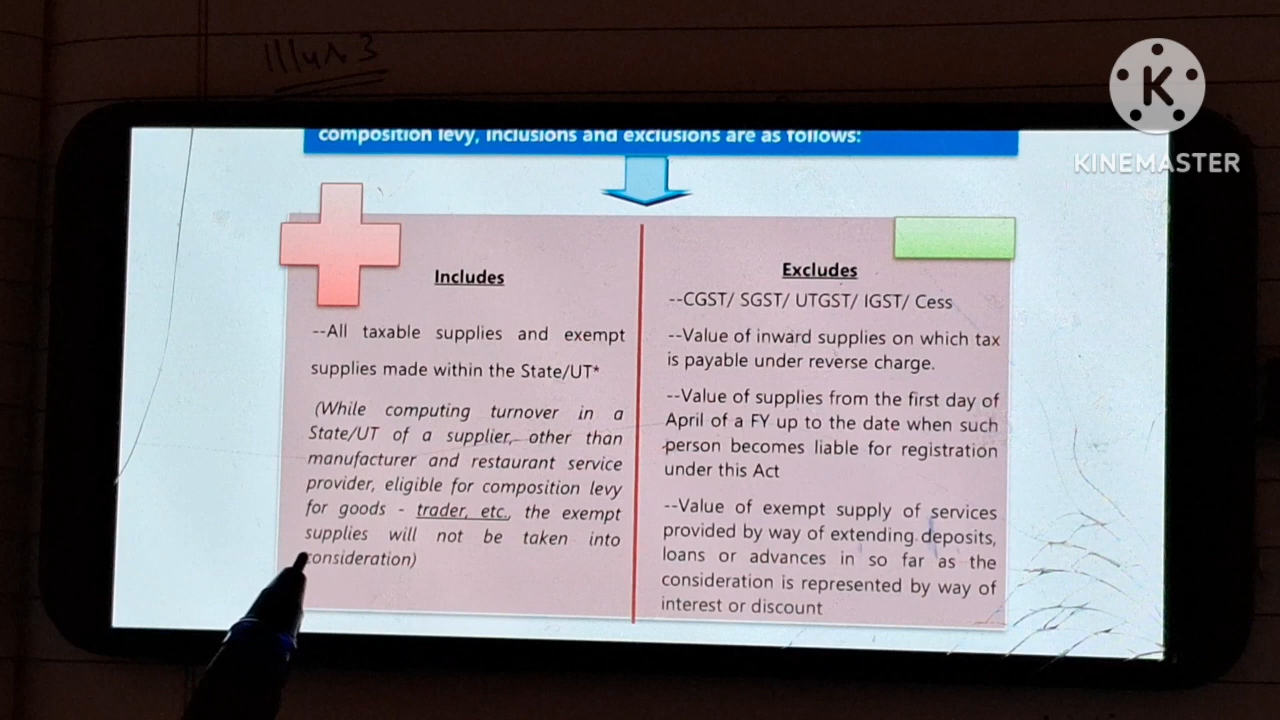 Illus 3
K
KINEMASTER
composition levy, inclusions and exclusions are as follows:
Includes
--All taxable supplies and exempt
supplies made within the State/UT*
(While computing turnover in a
State/UT of a supplier, other than
manufacturer and restaurant service
provider, eligible for composition levy
for goods - trader, etc., the exempt
supplies will not be taken into
consideration)
Excludes
--CGST/ SGST/ UTGST/ IGST/ Cess
--Value of inward supplies on which tax
is payable under reverse charge.
--Value of supplies from the first day of
April of a FY up to the date when such
person becomes liable for registration
under this Act
--Value of exempt supply of services
provided by way of extending deposits,
loans or advances in so far as the
consideration is represented by way of
interest or discount